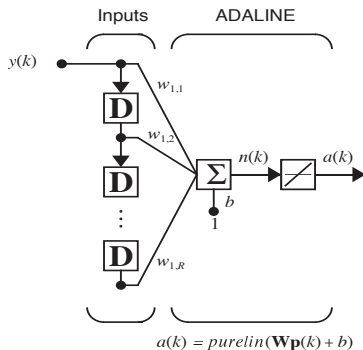 Inputs ADALINE
y(k)
w1,1
D
w1,2
n(k) a(k)
Σ
D
b
1
D
w1,R
a(k) = purelin(Wp(k) + b)